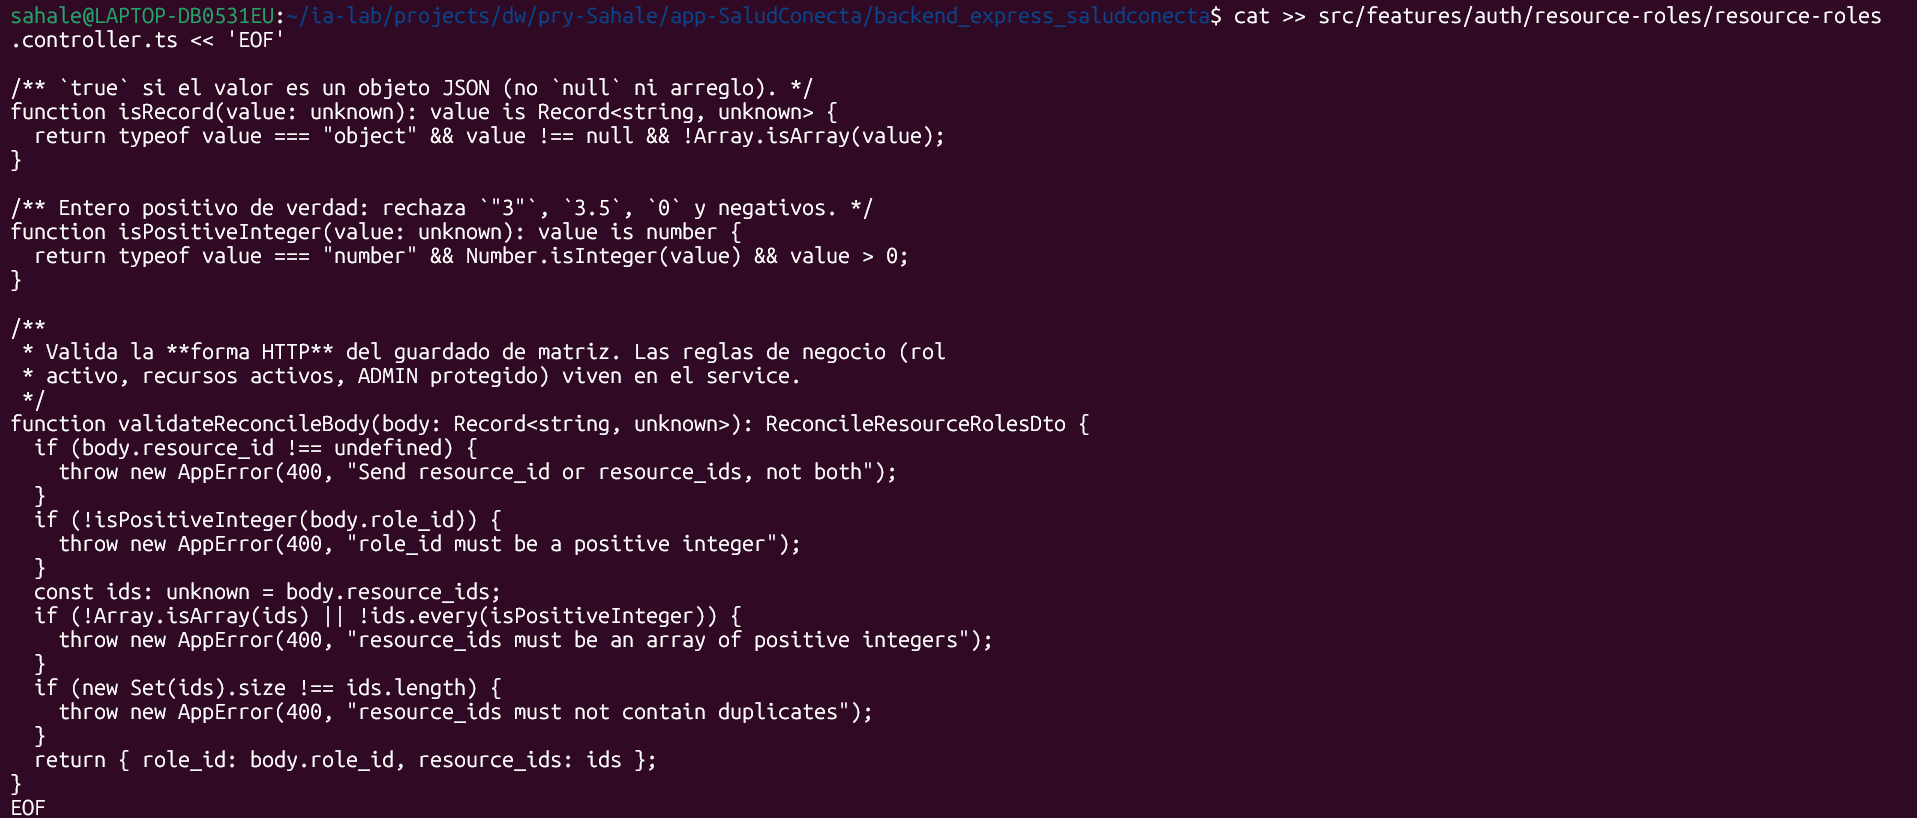 sahale@LAPTOP-DB0531EU:~/ia-lab/projects/dw/pry-Sahale/app-SaludConecta/backend_express_saludconecta$ cat >> src/features/auth/resource-roles/resource-roles
.controller.ts << 'EOF'

/** `true` si el valor es un objeto JSON (no `null` ni arreglo). */
function isRecord(value: unknown): value is Record<string, unknown> {
  return typeof value === "object" && value !== null && !Array.isArray(value);
}

/** Entero positivo de verdad: rechaza `"3"`, `3.5`, `0` y negativos. */
function isPositiveInteger(value: unknown): value is number {
  return typeof value === "number" && Number.isInteger(value) && value > 0;
}

/**
 * Valida la **forma HTTP** del guardado de matriz. Las reglas de negocio (rol
 * activo, recursos activos, ADMIN protegido) viven en el service.
 */
function validateReconcileBody(body: Record<string, unknown>): ReconcileResourceRolesDto {
  if (body.resource_id !== undefined) {
    throw new AppError(400, "Send resource_id or resource_ids, not both");
  }
  if (!isPositiveInteger(body.role_id)) {
    throw new AppError(400, "role_id must be a positive integer");
  }
  const ids: unknown = body.resource_ids;
  if (!Array.isArray(ids) || !ids.every(isPositiveInteger)) {
    throw new AppError(400, "resource_ids must be an array of positive integers");
  }
  if (new Set(ids).size !== ids.length) {
    throw new AppError(400, "resource_ids must not contain duplicates");
  }
  return { role_id: body.role_id, resource_ids: ids };
}
EOF